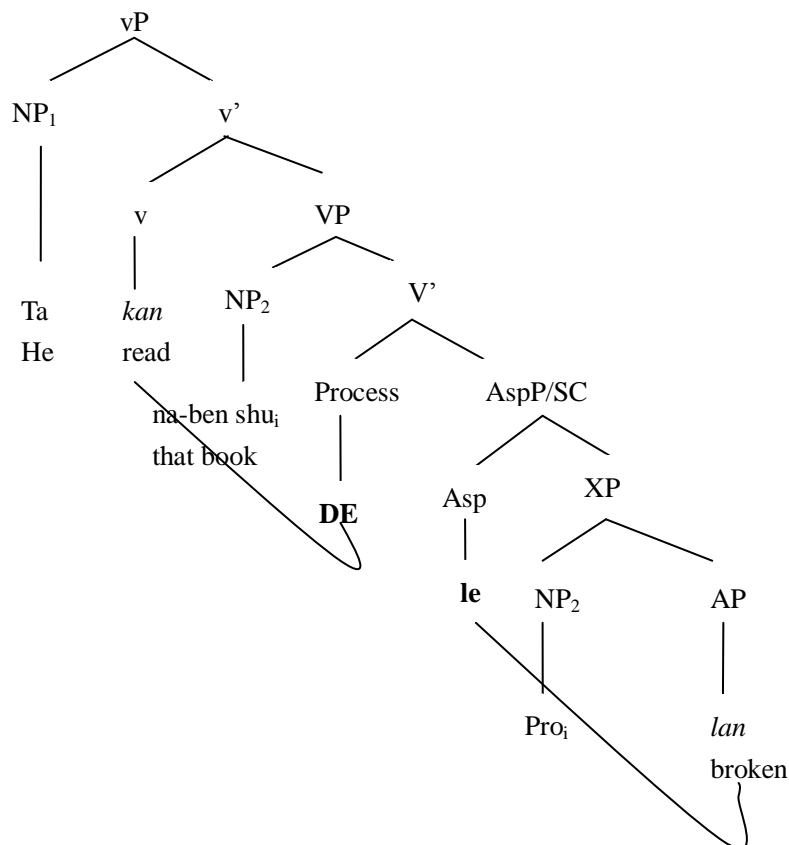 vP
NP₁ v’
v VP
NP₂ V’
Ta kan
He read
Process AspP/SC
na-ben shuᵢ
that book
DE Asp XP
le NP₂ AP
Proᵢ lan
broken